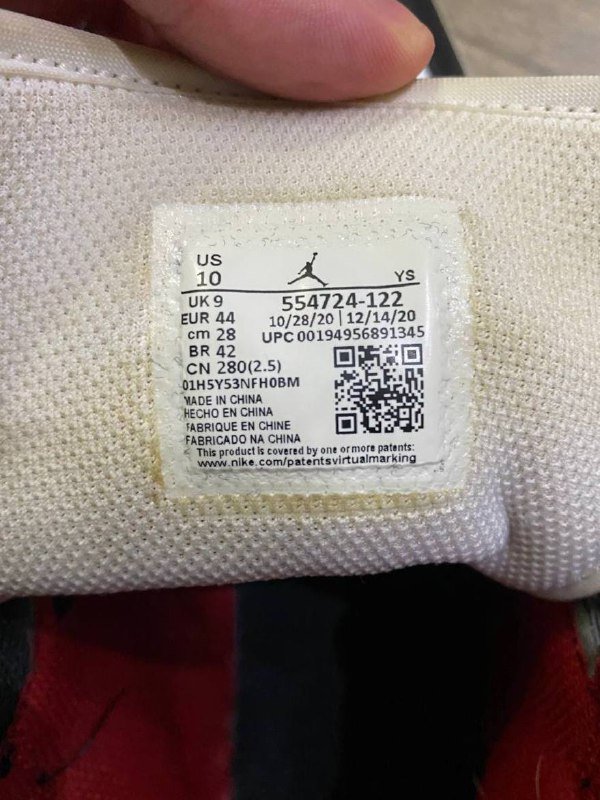 US
10
YS
UK 9
554724-122
EUR 44
10/28/20 | 12/14/20
cm 28
UPC 00194956891345
BR 42
CN 280(2.5)
01H5Y53NFH0BM
MADE IN CHINA
HECHO EN CHINA
FABRIQUE EN CHINE
FABRICADO NA CHINA
This product is covered by one or more patents:
www.nike.com/patentsvirtualmarking